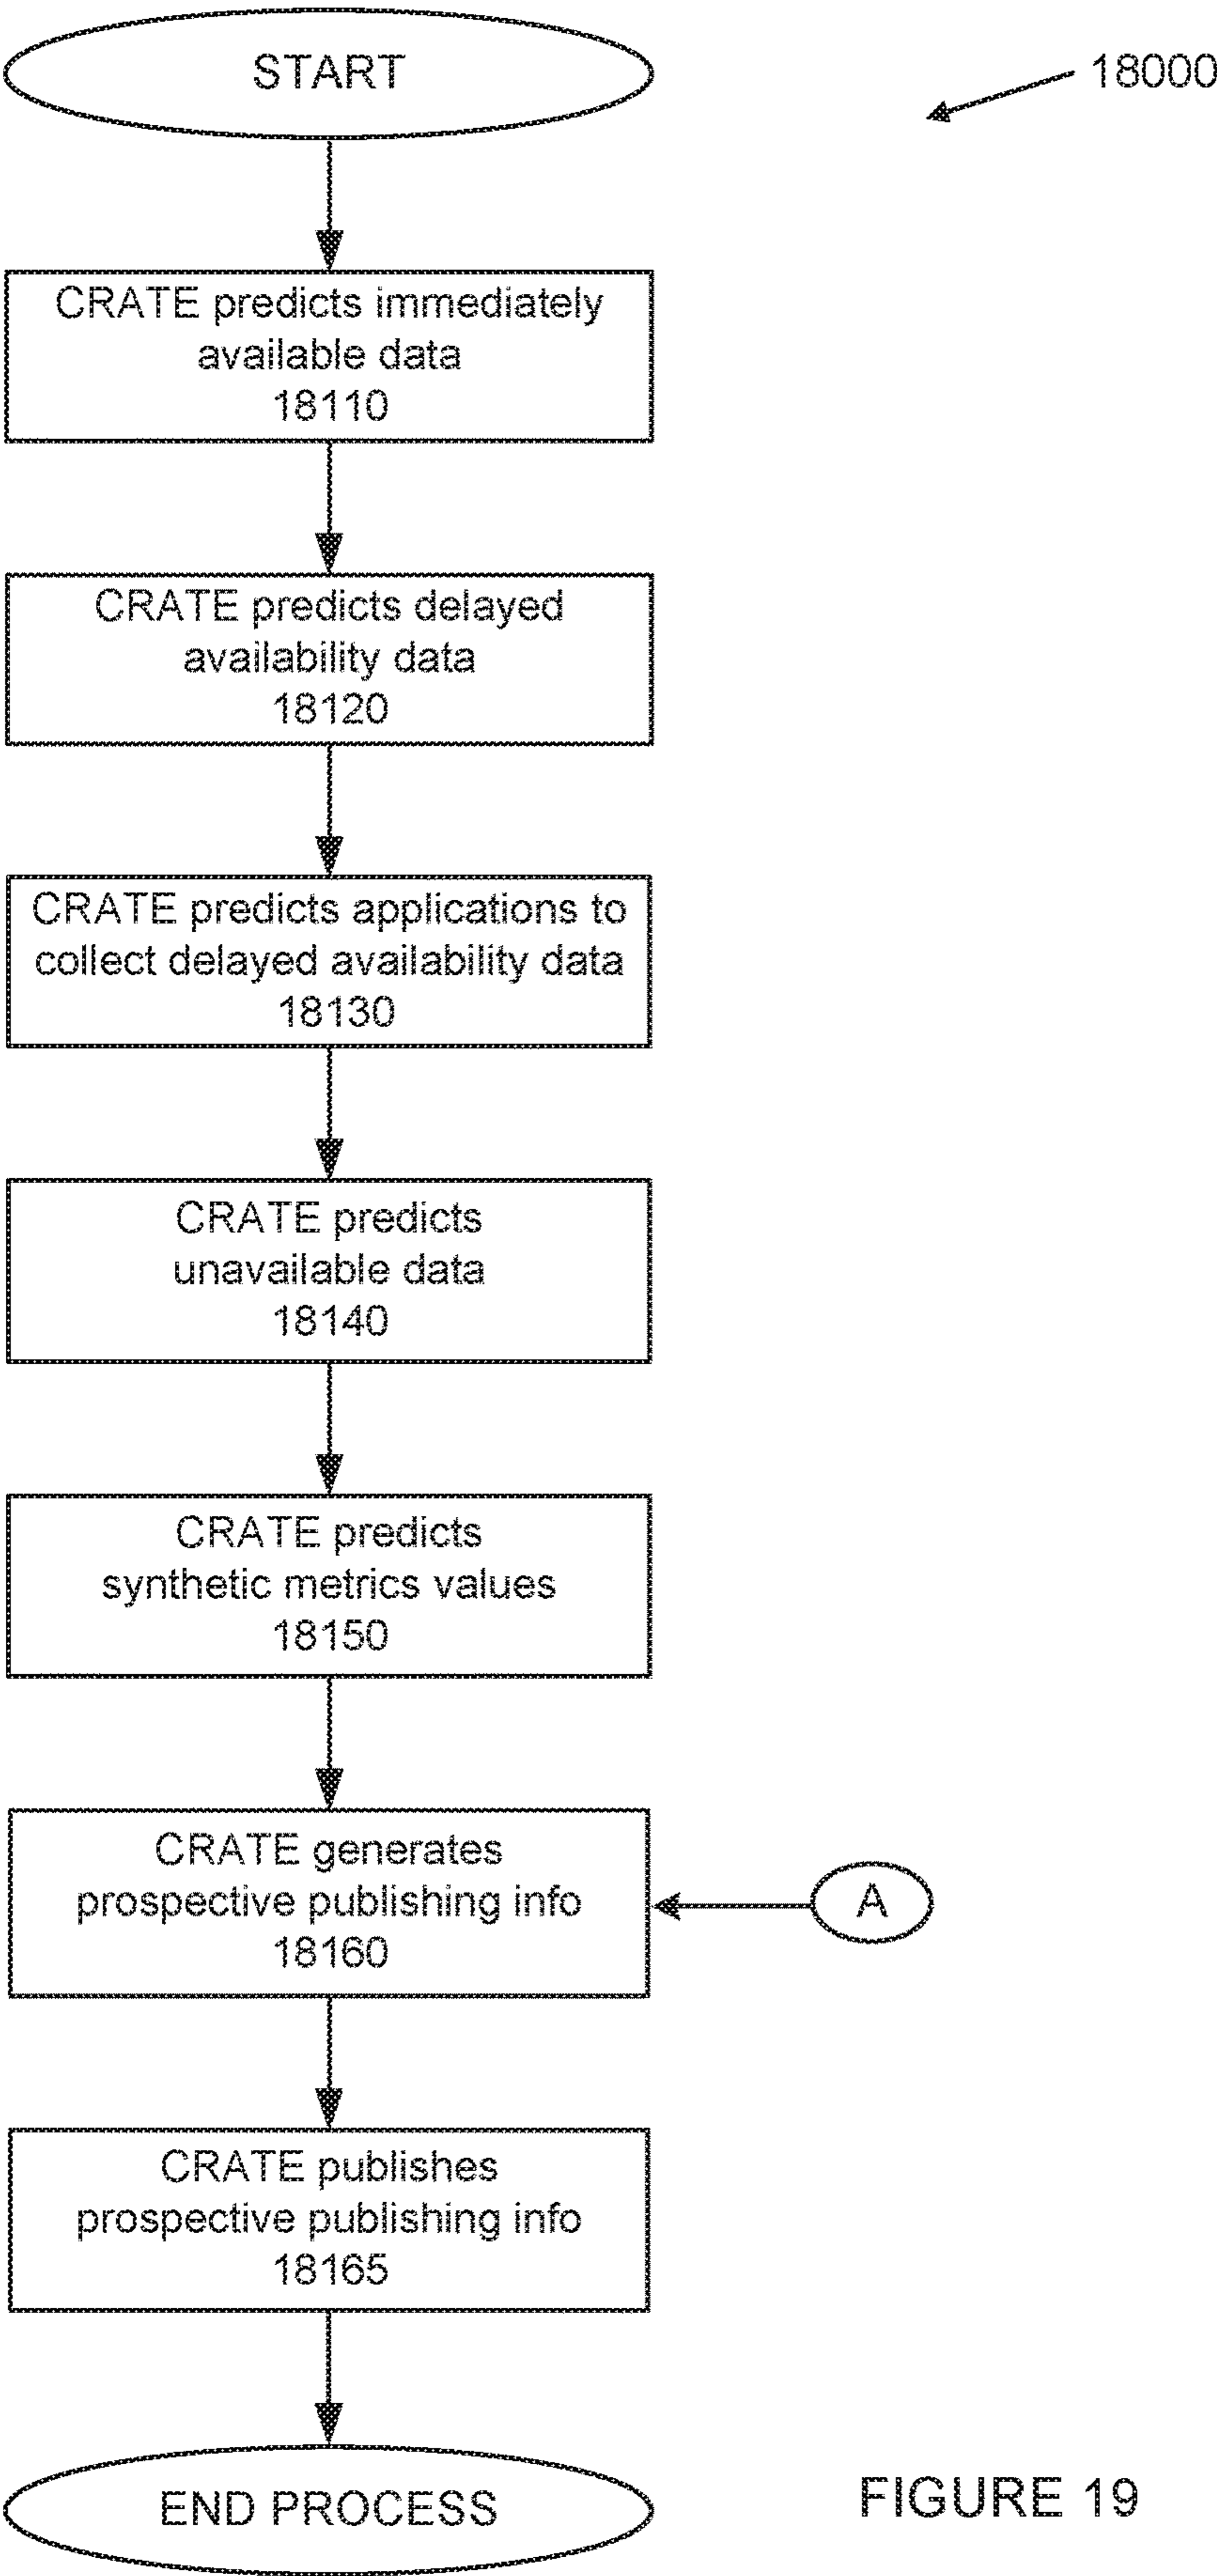 START
18000
CRATE predicts immediately
available data
18110
CRATE predicts delayed
availability data
18120
CRATE predicts applications to
collect delayed availability data
18130
CRATE predicts
unavailable data
18140
CRATE predicts
synthetic metrics values
18150
CRATE generates
prospective publishing info
18160
A
CRATE publishes
prospective publishing info
18165
END PROCESS
FIGURE 19